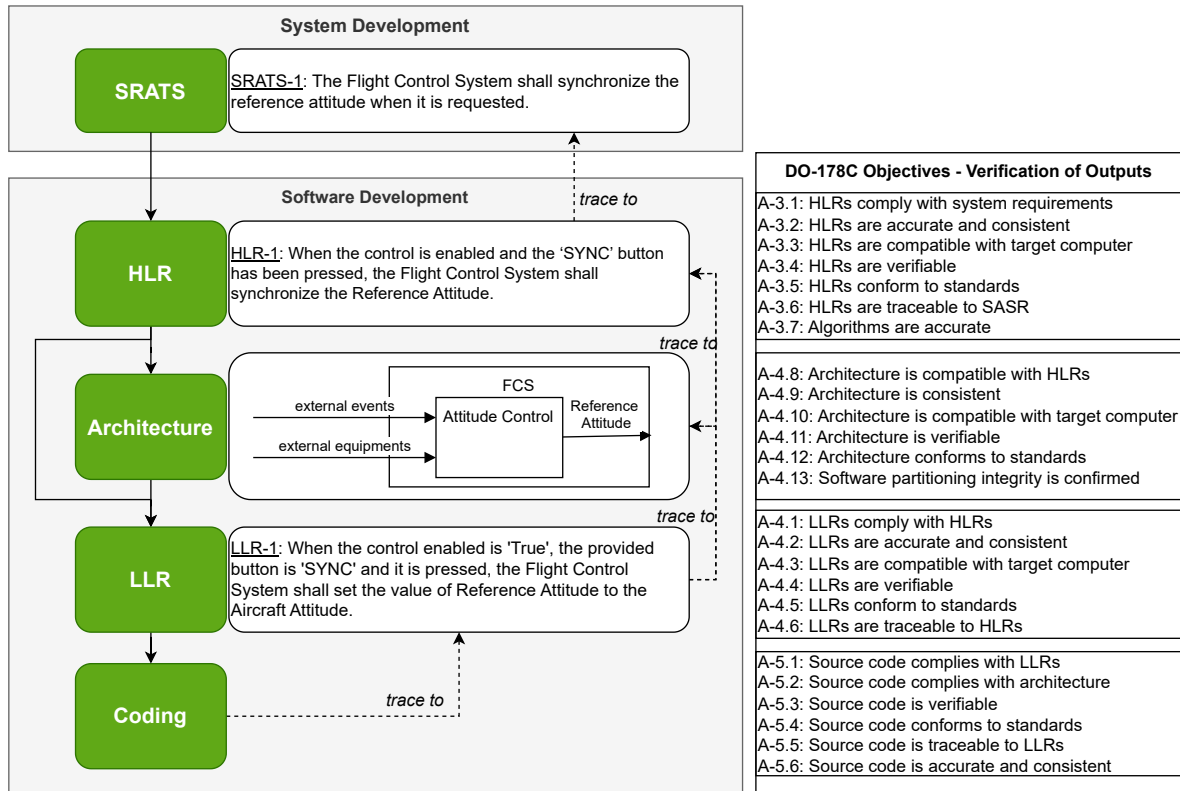 System Development
SRATS
SRATS-1: The Flight Control System shall synchronize the
reference attitude when it is requested.
trace to
Software Development
HLR
HLR-1: When the control is enabled and the ‘SYNC’ button
has been pressed, the Flight Control System shall
synchronize the Reference Attitude.
trace to
Architecture
FCS
external events
Attitude Control
Reference
Attitude
external equipments
trace to
LLR
LLR-1: When the control enabled is 'True', the provided
button is 'SYNC' and it is pressed, the Flight Control
System shall set the value of Reference Attitude to the
Aircraft Attitude.
Coding
trace to
DO-178C Objectives - Verification of Outputs
A-3.1: HLRs comply with system requirements
A-3.2: HLRs are accurate and consistent
A-3.3: HLRs are compatible with target computer
A-3.4: HLRs are verifiable
A-3.5: HLRs conform to standards
A-3.6: HLRs are traceable to SASR
A-3.7: Algorithms are accurate
A-4.8: Architecture is compatible with HLRs
A-4.9: Architecture is consistent
A-4.10: Architecture is compatible with target computer
A-4.11: Architecture is verifiable
A-4.12: Architecture conforms to standards
A-4.13: Software partitioning integrity is confirmed
A-4.1: LLRs comply with HLRs
A-4.2: LLRs are accurate and consistent
A-4.3: LLRs are compatible with target computer
A-4.4: LLRs are verifiable
A-4.5: LLRs conform to standards
A-4.6: LLRs are traceable to HLRs
A-5.1: Source code complies with LLRs
A-5.2: Source code complies with architecture
A-5.3: Source code is verifiable
A-5.4: Source code conforms to standards
A-5.5: Source code is traceable to LLRs
A-5.6: Source code is accurate and consistent